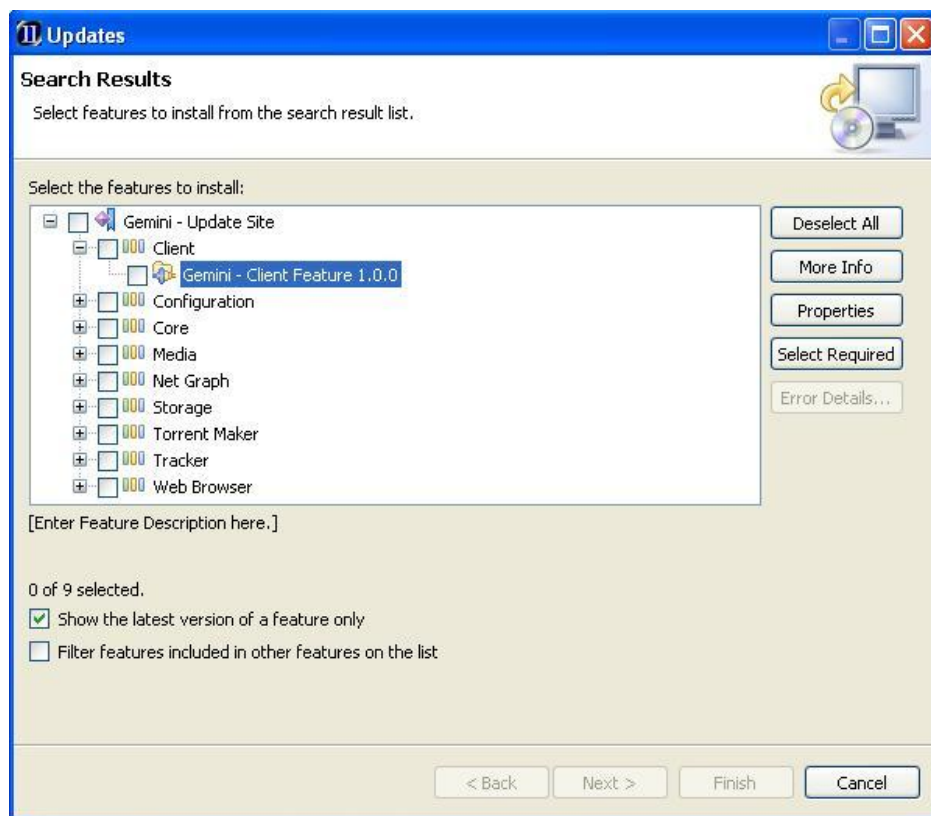 Updates
Search Results
Select features to install from the search result list.
Select the features to install:
Gemini - Update Site
Client
Gemini - Client Feature 1.0.0
Configuration
Core
Media
Net Graph
Storage
Torrent Maker
Tracker
Web Browser
Deselect All
More Info
Properties
Select Required
Error Details...
[Enter Feature Description here.]
0 of 9 selected.
Show the latest version of a feature only
Filter features included in other features on the list
< Back Next > Finish Cancel